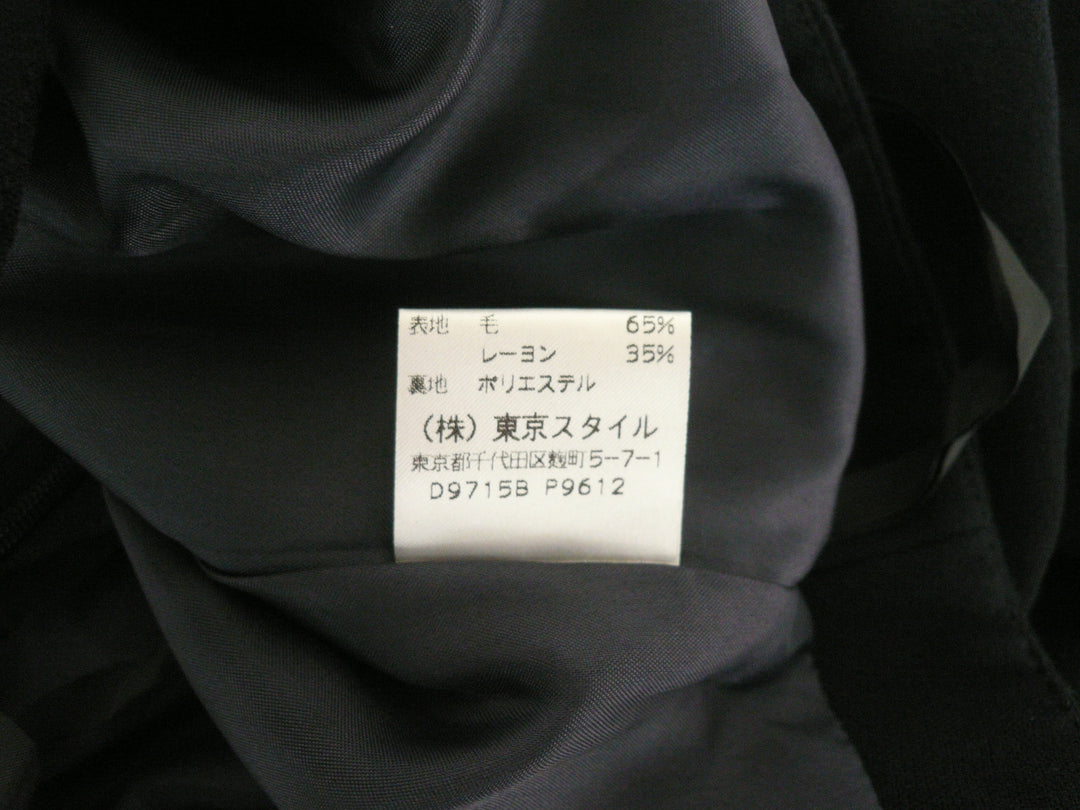 表地 毛 65%
レーヨン 35%
裏地 ポリエステル
(株)東京スタイル
東京都千代田区麹町5-7-1
D9715B P9612